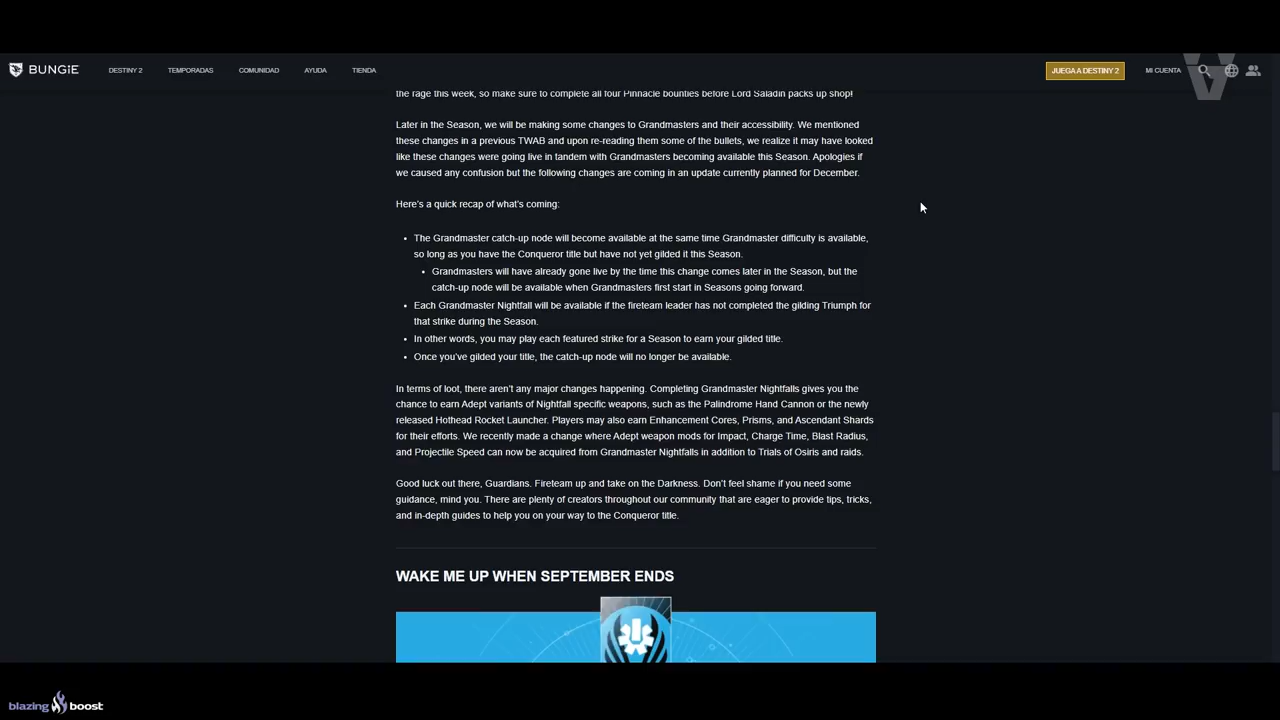 BUNGiE
DESTINY 2
TEMPORADAS
COMUNIDAD
AYUDA
TIENDA
JUEGA A DESTINY 2
MI CUENTA
the rage this week, so make sure to complete all four Pinnacle bounties before Lord Saladin packs up shop!
Later in the Season, we will be making some changes to Grandmasters and their accessibility. We mentioned
these changes in a previous TWAB and upon re-reading them some of the bullets, we realize it may have looked
like these changes were going live in tandem with Grandmasters becoming available this Season. Apologies if
we caused any confusion but the following changes are coming in an update currently planned for December.
Here's a quick recap of what's coming:
• The Grandmaster catch-up node will become available at the same time Grandmaster difficulty is available,
so long as you have the Conqueror title but have not yet gilded it this Season.
• Grandmasters will have already gone live by the time this change comes later in the Season, but the
catch-up node will be available when Grandmasters first start in Seasons going forward.
• Each Grandmaster Nightfall will be available if the fireteam leader has not completed the gilding Triumph for
that strike during the Season.
• In other words, you may play each featured strike for a Season to earn your gilded title.
• Once you've gilded your title, the catch-up node will no longer be available.
In terms of loot, there aren't any major changes happening. Completing Grandmaster Nightfalls gives you the
chance to earn Adept variants of Nightfall specific weapons, such as the Palindrome Hand Cannon or the newly
released Hothead Rocket Launcher. Players may also earn Enhancement Cores, Prisms, and Ascendant Shards
for their efforts. We recently made a change where Adept weapon mods for Impact, Charge Time, Blast Radius,
and Projectile Speed can now be acquired from Grandmaster Nightfalls in addition to Trials of Osiris and raids.
Good luck out there, Guardians. Fireteam up and take on the Darkness. Don't feel shame if you need some
guidance, mind you. There are plenty of creators throughout our community that are eager to provide tips, tricks,
and in-depth guides to help you on your way to the Conqueror title.
WAKE ME UP WHEN SEPTEMBER ENDS
blazing boost